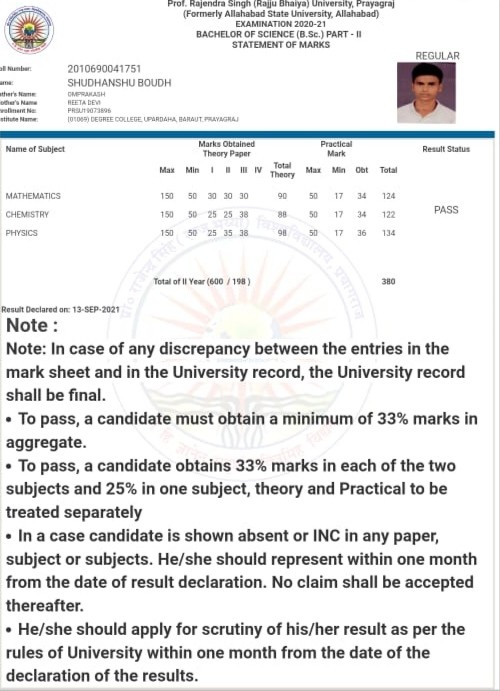 Prof. Rajendra Singh (Rajju Bhaiya) University, Prayagraj
(Formerly Allahabad State University, Allahabad)
EXAMINATION 2020-21
BACHELOR OF SCIENCE (B.Sc.) PART - II
STATEMENT OF MARKS
REGULAR
oll Number: 2010690041751
ame: SHUDHANSHU BOUDH
ather's Name: OMPRAKASH
other's Name REETA DEVI
nrollment No: PRSU19073896
stitute Name: (01069) DEGREE COLLEGE, UPARDAHA, BARAUT, PRAYAGRAJ
Name of Subject Marks Obtained Theory Paper Practical Mark Result Status
Max Min I II III IV Total Theory Max Min Obt Total
MATHEMATICS 150 50 30 30 30 90 50 17 34 124
CHEMISTRY 150 50 25 25 38 88 50 17 34 122
PASS
PHYSICS 150 50 25 35 38 98 50 17 36 134
Total of II Year (600 / 198 ) 380
Result Declared on: 13-SEP-2021
Note :
Note: In case of any discrepancy between the entries in the
mark sheet and in the University record, the University record
shall be final.
• To pass, a candidate must obtain a minimum of 33% marks in
aggregate.
• To pass, a candidate obtains 33% marks in each of the two
subjects and 25% in one subject, theory and Practical to be
treated separately
• In a case candidate is shown absent or INC in any paper,
subject or subjects. He/she should represent within one month
from the date of result declaration. No claim shall be accepted
thereafter.
• He/she should apply for scrutiny of his/her result as per the
rules of University within one month from the date of the
declaration of the results.